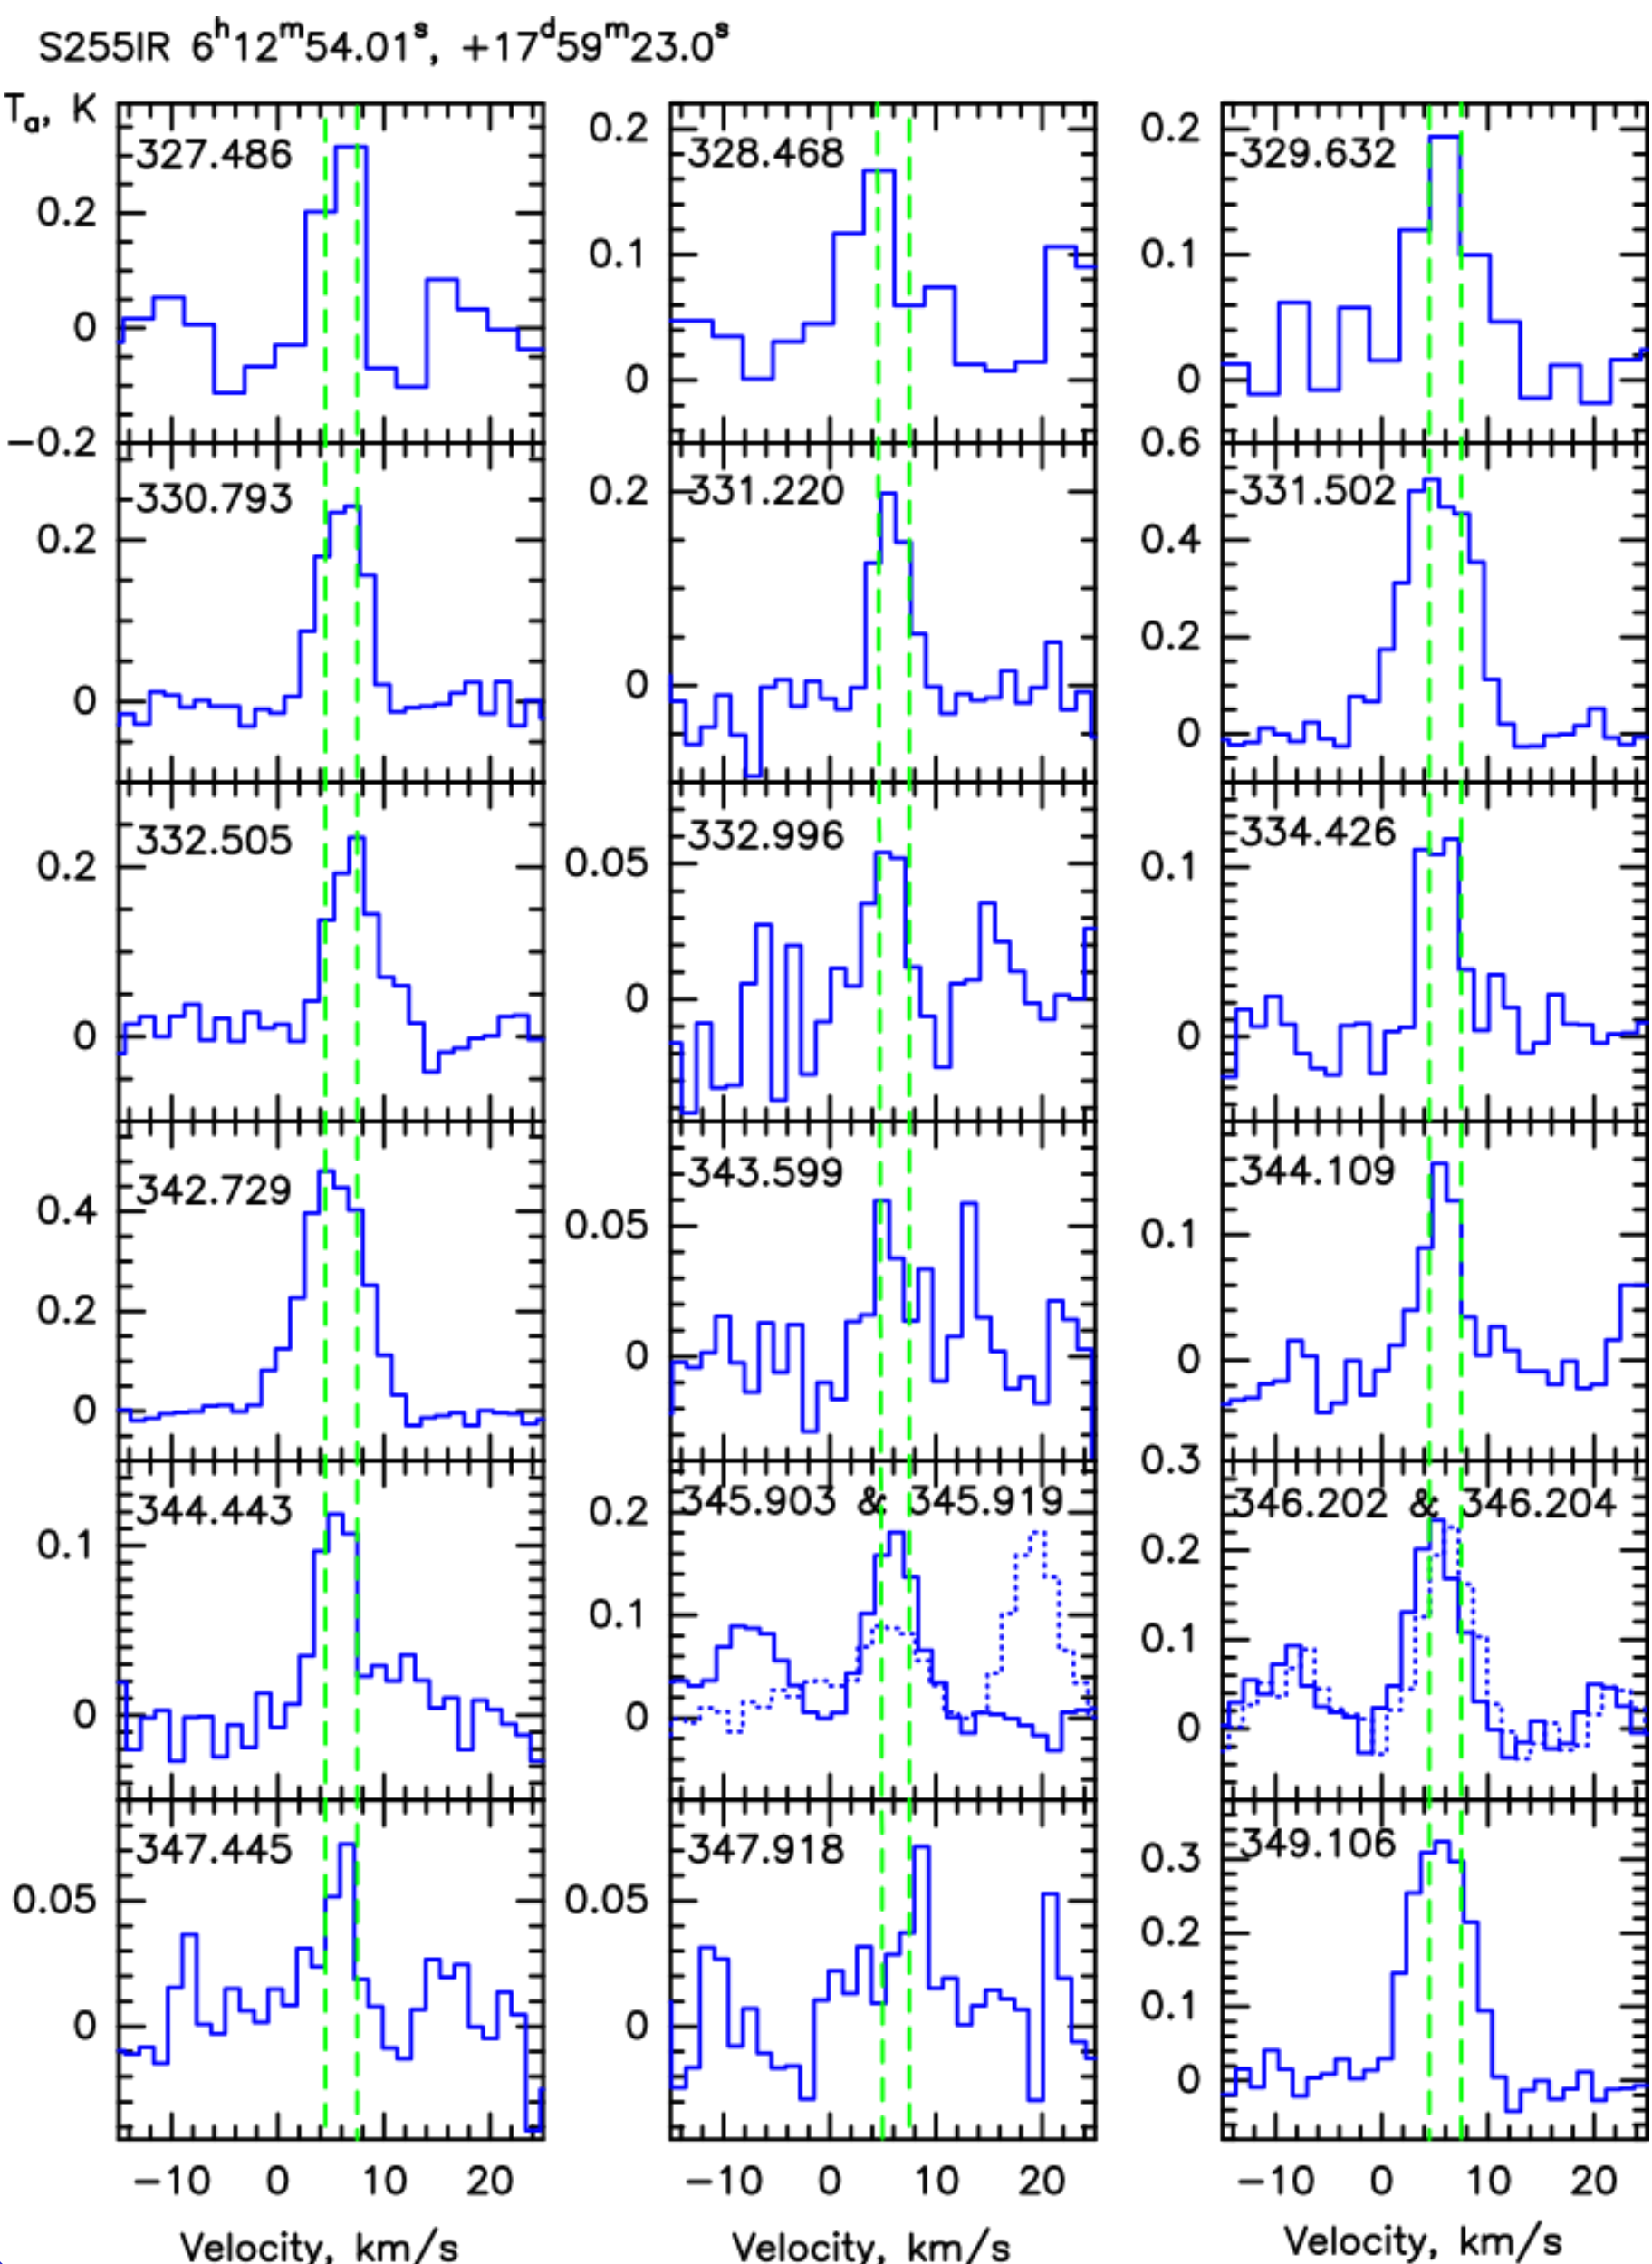 S255IR 6ʰ12ᵐ54.01ˢ, +17ᵈ59ᵐ23.0ˢ
Tₐ, K
327.486 328.468 329.632
0.2 0 −0.2
0.2 0.1 0
0.2 0.1 0
330.793 331.220 331.502
0.2 0
0.2 0
0.6 0.4 0.2 0
332.505 332.996 334.426
0.2 0
0.05 0
0.1 0
342.729 343.599 344.109
0.4 0.2 0
0.05 0
0.1 0
344.443 345.903 & 345.919 346.202 & 346.204
0.1 0
0.2 0.1 0
0.3 0.2 0.1 0
347.445 347.918 349.106
0.05 0
0.05 0
0.3 0.2 0.1 0
−10 0 10 20 −10 0 10 20 −10 0 10 20
Velocity, km/s Velocity, km/s Velocity, km/s